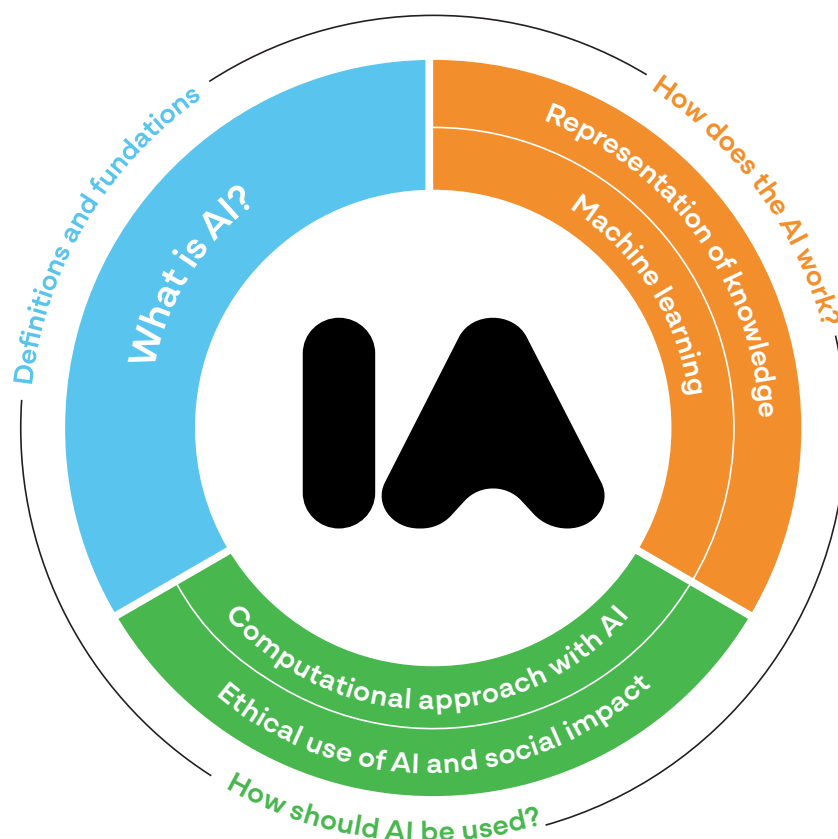 Definitions and fundations
What is AI?
How does the AI work?
Representation of knowledge
Machine learning
IA
Computational approach with AI
Ethical use of AI and social impact
How should AI be used?